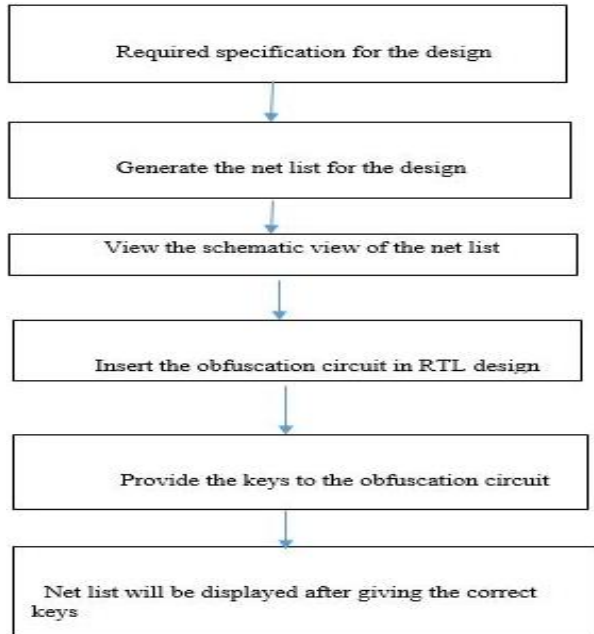 Required specification for the design
Generate the net list for the design
View the schematic view of the net list
Insert the obfuscation circuit in RTL design
Provide the keys to the obfuscation circuit
Net list will be displayed after giving the correct
keys